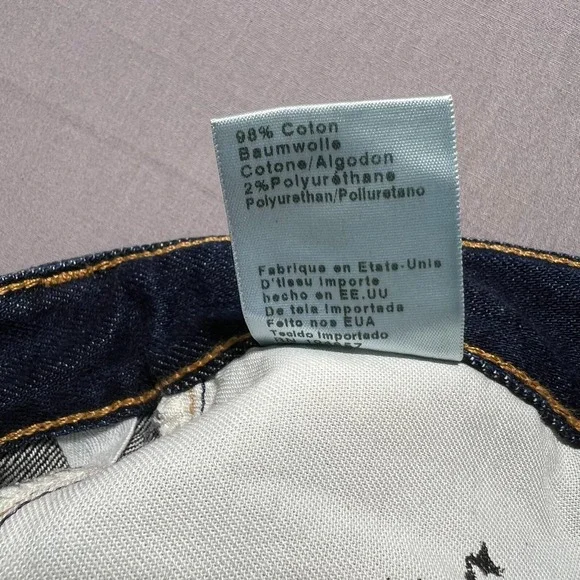 98% Coton
Baumwolle
Cotone/Algodon
2%Polyuréthane
Polyurethan/Poliuretano
Fabrique en Etats-Unis
D'tissu importe
hecho en EE.UU
De tela importada
Feito nos EUA
Tecido Importado
RN